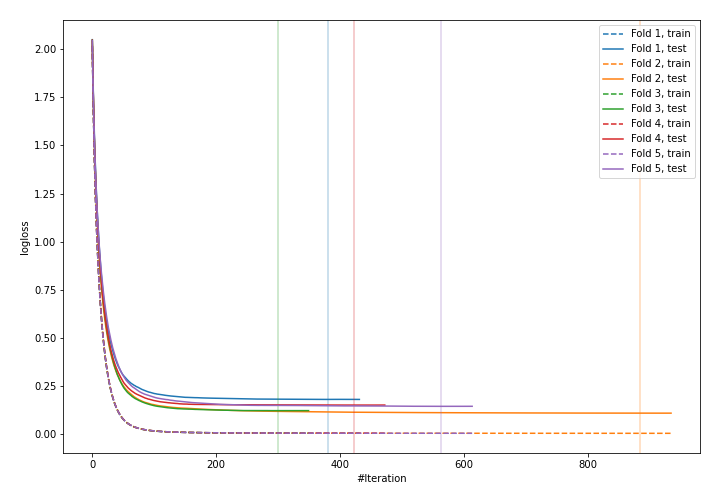 2.00
1.75
1.50
1.25
1.00
0.75
0.50
0.25
0.00
logloss
0
200
400
600
800
#Iteration
Fold 1, train
Fold 1, test
Fold 2, train
Fold 2, test
Fold 3, train
Fold 3, test
Fold 4, train
Fold 4, test
Fold 5, train
Fold 5, test